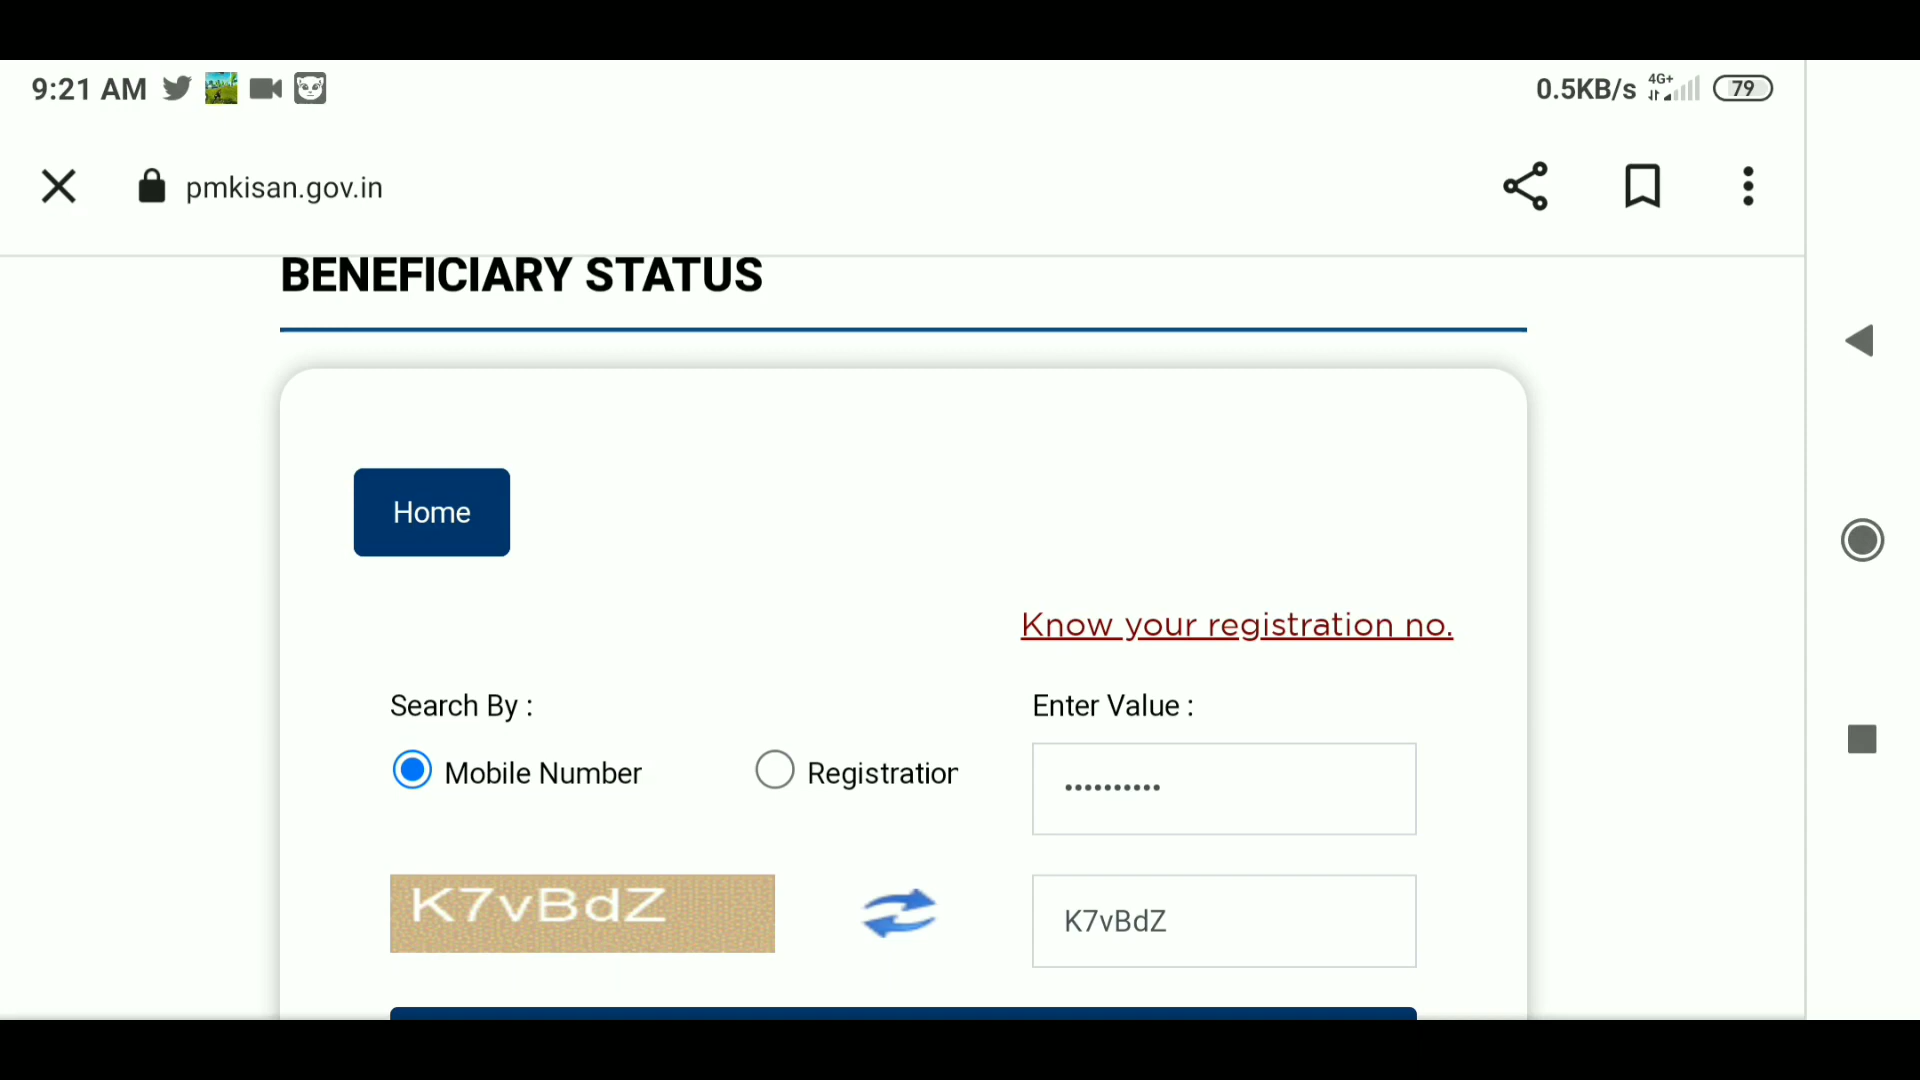 9:21 AM 0.5KB/s 4G+ 79
pmkisan.gov.in
BENEFICIARY STATUS
Home
Know your registration no.
Search By : Enter Value :
Mobile Number Registration ••••••••••
K7vBdZ K7vBdZ